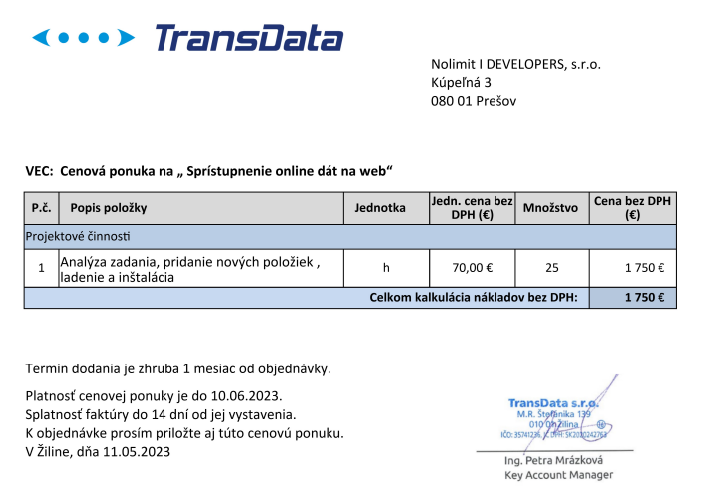 TransData
Nolimit I DEVELOPERS, s.r.o.
Kúpeľná 3
080 01 Prešov
VEC: Cenová ponuka na „ Sprístupnenie online dát na web“
P.č. Popis položky Jednotka Jedn. cena bez DPH (€) Množstvo Cena bez DPH (€)
Projektové činnosti
1 Analýza zadania, pridanie nových položiek , ladenie a inštalácia h 70,00 € 25 1 750 €
Celkom kalkulácia nákladov bez DPH: 1 750 €
Termin dodania je zhruba 1 mesiac od objednávky.
Platnosť cenovej ponuky je do 10.06.2023.
Splatnosť faktúry do 14 dní od jej vystavenia.
K objednávke prosím priložte aj túto cenovú ponuku.
V Žiline, dňa 11.05.2023
TransData s.r.o.
M.R. Štefánika 139
010 01 Žilina
IČO: 35741236, IČ DPH: SK2020242763
Ing. Petra Mrázková
Key Account Manager